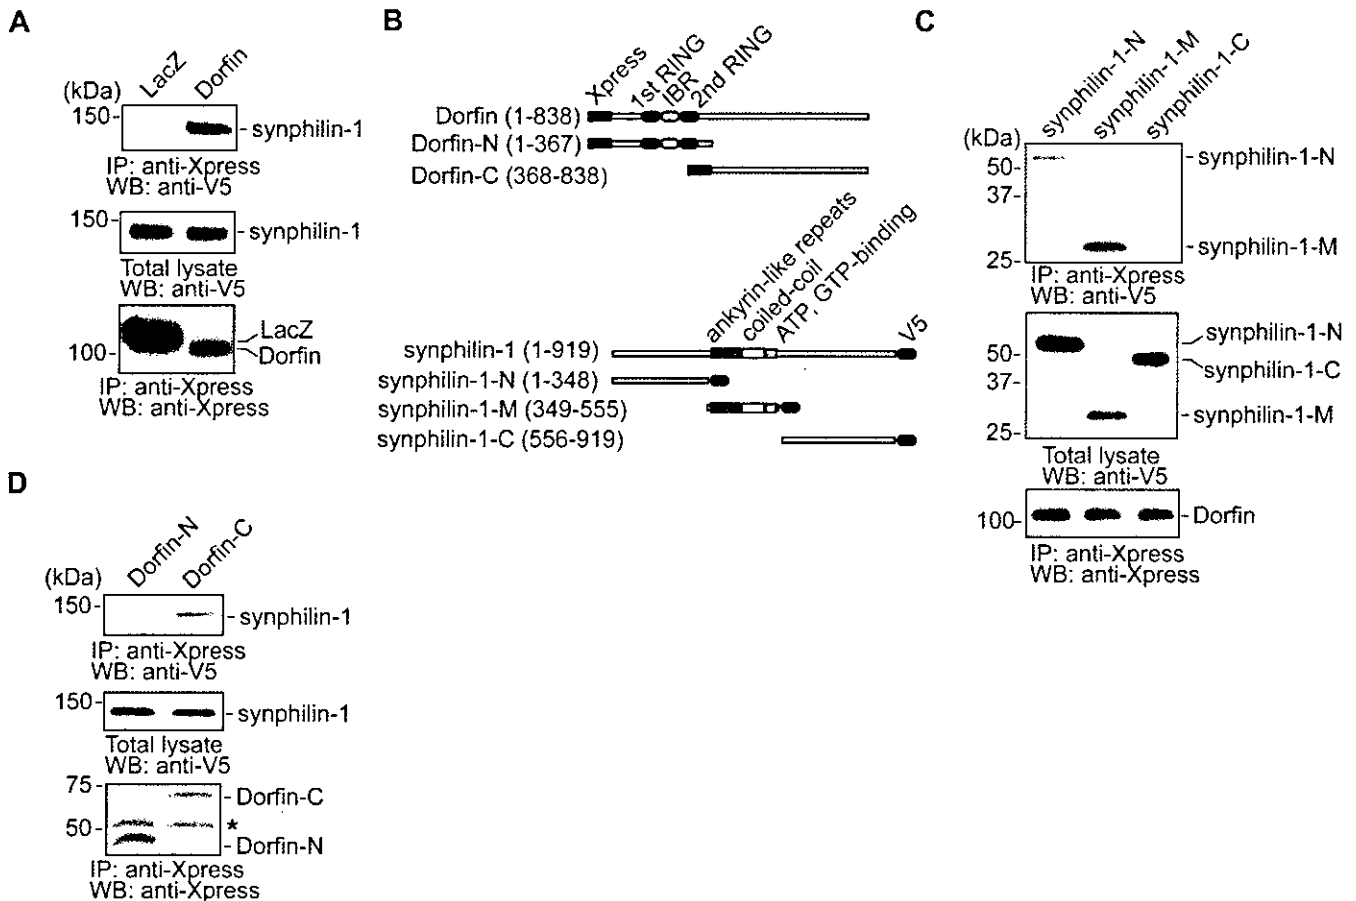 A
(kDa)
LacZ
Dorfin
150-
-synphilin-1
IP: anti-Xpress
WB: anti-V5
150-
-synphilin-1
Total lysate
WB: anti-V5
LacZ
100-
Dorfin
IP: anti-Xpress
WB: anti-Xpress
B
Xpress
1st RING
IBR
2nd RING
Dorfin (1-838)
Dorfin-N (1-367)
Dorfin-C (368-838)
ankyrin-like repeats
coiled-coil
ATP, GTP-binding
V5
synphilin-1 (1-919)
synphilin-1-N (1-348)
synphilin-1-M (349-555)
synphilin-1-C (556-919)
C
synphilin-1-N
synphilin-1-M
synphilin-1-C
(kDa)
50-
-synphilin-1-N
37-
-synphilin-1-M
25-
IP: anti-Xpress
WB: anti-V5
synphilin-1-N
50-
synphilin-1-C
37-
-synphilin-1-M
25-
Total lysate
WB: anti-V5
100-
-Dorfin
IP: anti-Xpress
WB: anti-Xpress
D
Dorfin-N
Dorfin-C
(kDa)
150-
-synphilin-1
IP: anti-Xpress
WB: anti-V5
150-
-synphilin-1
Total lysate
WB: anti-V5
75-
-Dorfin-C
50-
*
-Dorfin-N
IP: anti-Xpress
WB: anti-Xpress